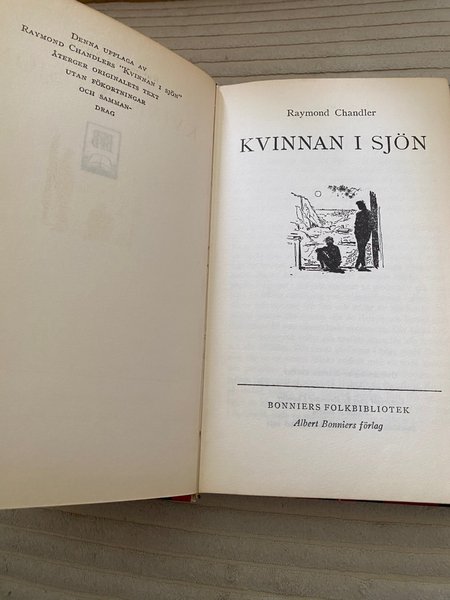 DENNA UPPLAGA AV
RAYMOND CHANDLERS "KVINNAN I SJÖN"
ÅTERGER ORIGINALETS TEXT
UTAN FÖKORTNINGAR
OCH SAMMAN-
DRAG
Raymond Chandler
KVINNAN I SJÖN
BONNIERS FOLKBIBLIOTEK
Albert Bonniers förlag